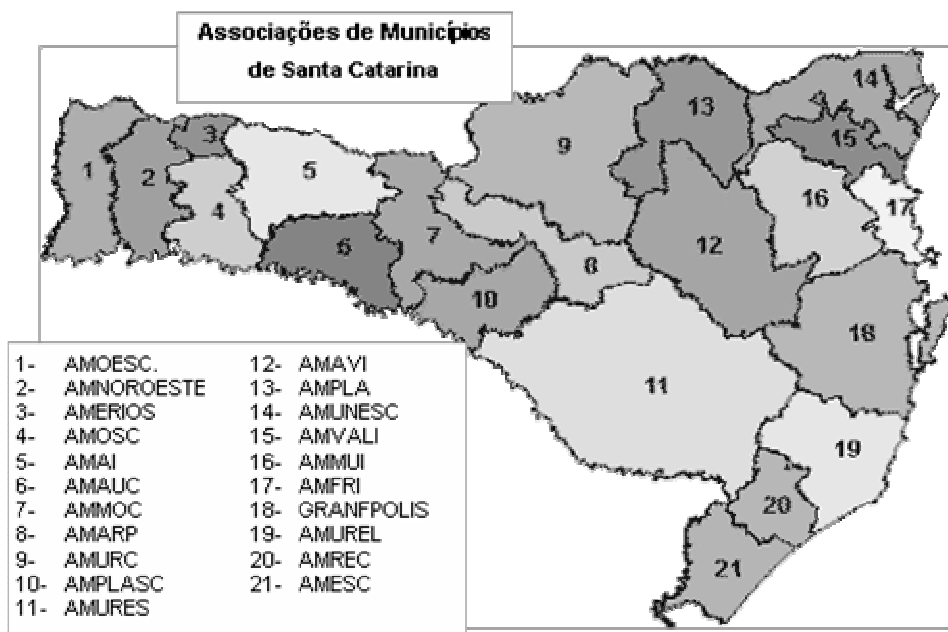 Associações de Municípios
de Santa Catarina
14
13
3
15
9
1
2
5
16
4
17
7
6
12
8
10
18
11
19
20
21
1- AMOESC.
2- AMNOROESTE
3- AMERIOS
4- AMOSC
5- AMAI
6- AMAUC
7- AMMOC
8- AMARP
9- AMURC
10- AMPLASC
11- AMURES
12- AMAVI
13- AMPLA
14- AMUNESC
15- AMVALI
16- AMMUI
17- AMFRI
18- GRANFPOLIS
19- AMUREL
20- AMREC
21- AMESC